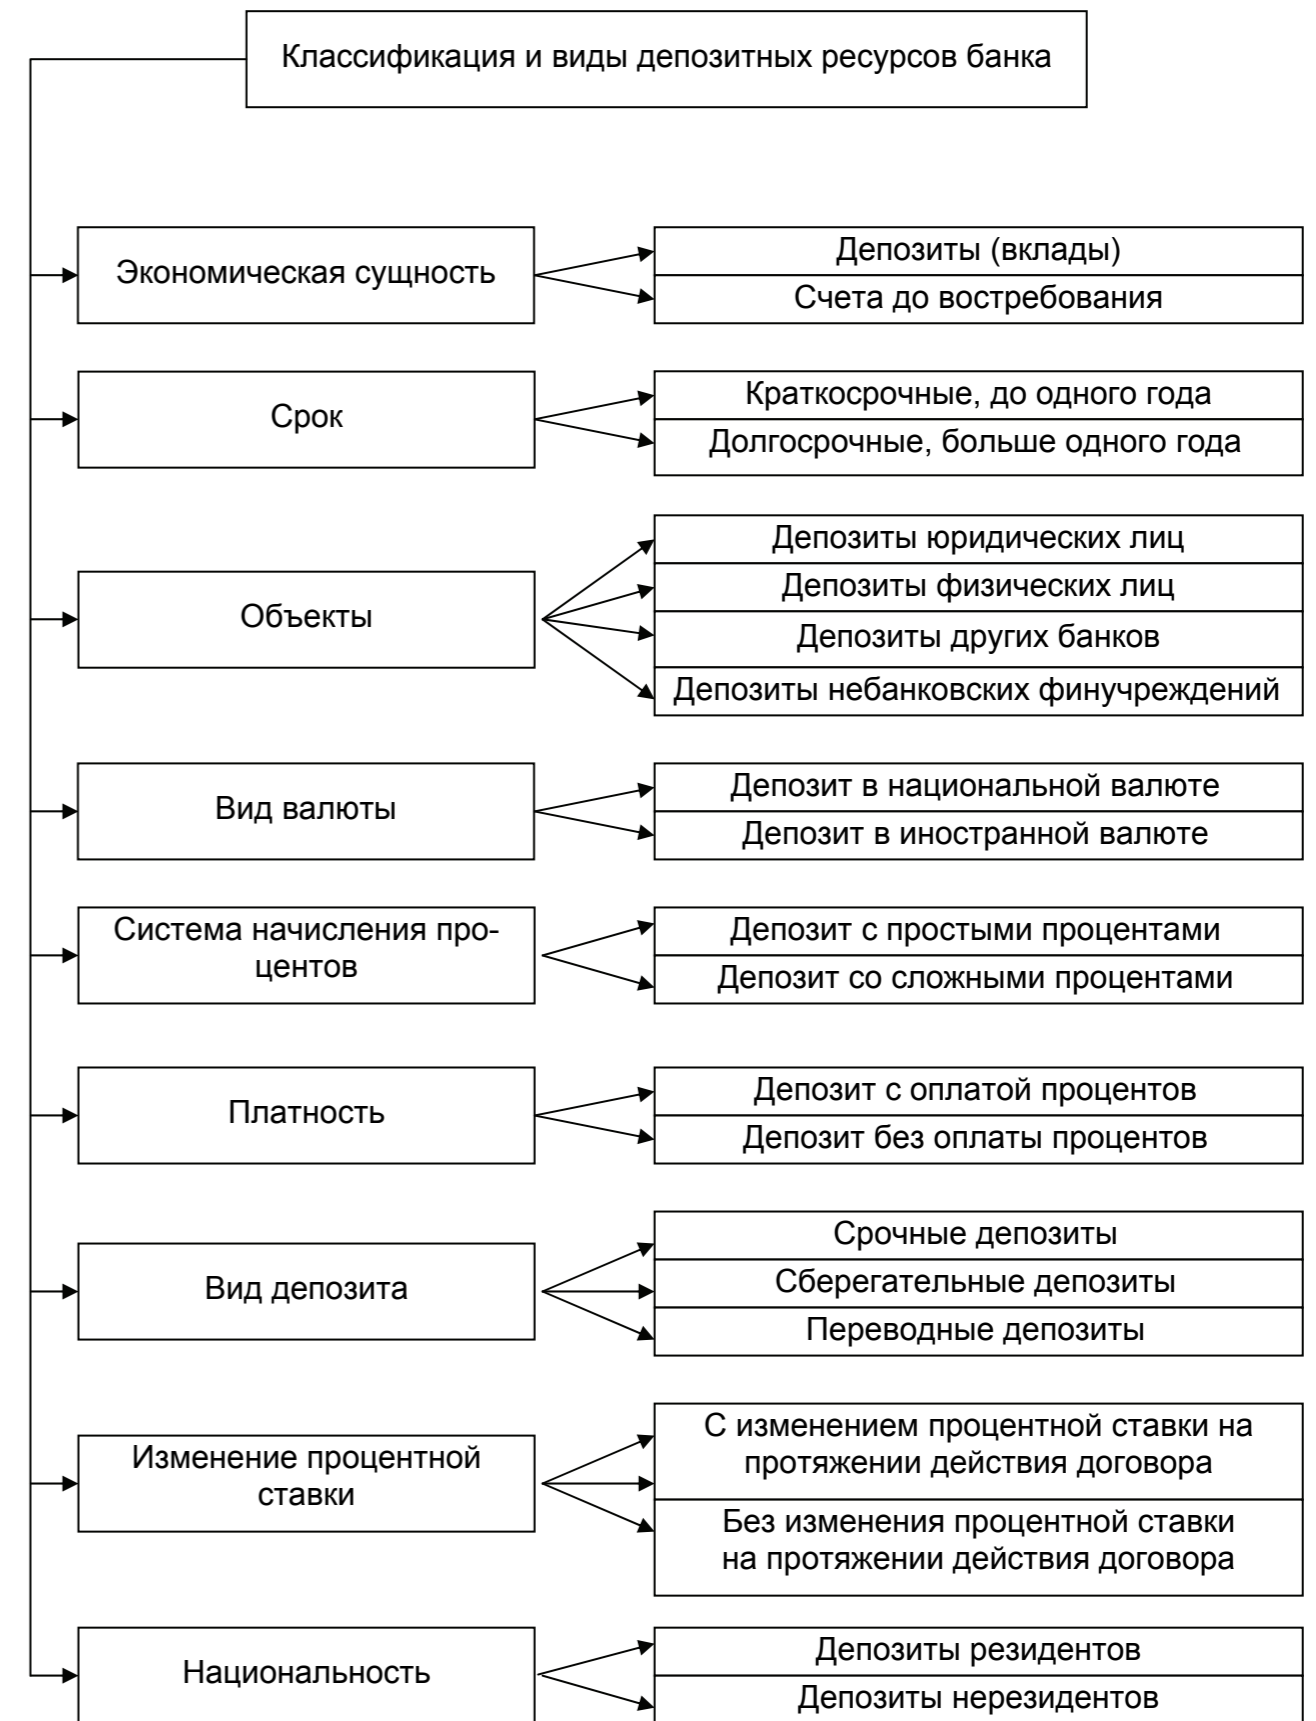 Классификация и виды депозитных ресурсов банка
Экономическая сущность
Депозиты (вклады)
Счета до востребования
Срок
Краткосрочные, до одного года
Долгосрочные, больше одного года
Объекты
Депозиты юридических лиц
Депозиты физических лиц
Депозиты других банков
Депозиты небанковских финучреждений
Вид валюты
Депозит в национальной валюте
Депозит в иностранной валюте
Система начисления про-
центов
Депозит с простыми процентами
Депозит со сложными процентами
Платность
Депозит с оплатой процентов
Депозит без оплаты процентов
Вид депозита
Срочные депозиты
Сберегательные депозиты
Переводные депозиты
Изменение процентной
ставки
С изменением процентной ставки на
протяжении действия договора
Без изменения процентной ставки
на протяжении действия договора
Национальность
Депозиты резидентов
Депозиты нерезидентов